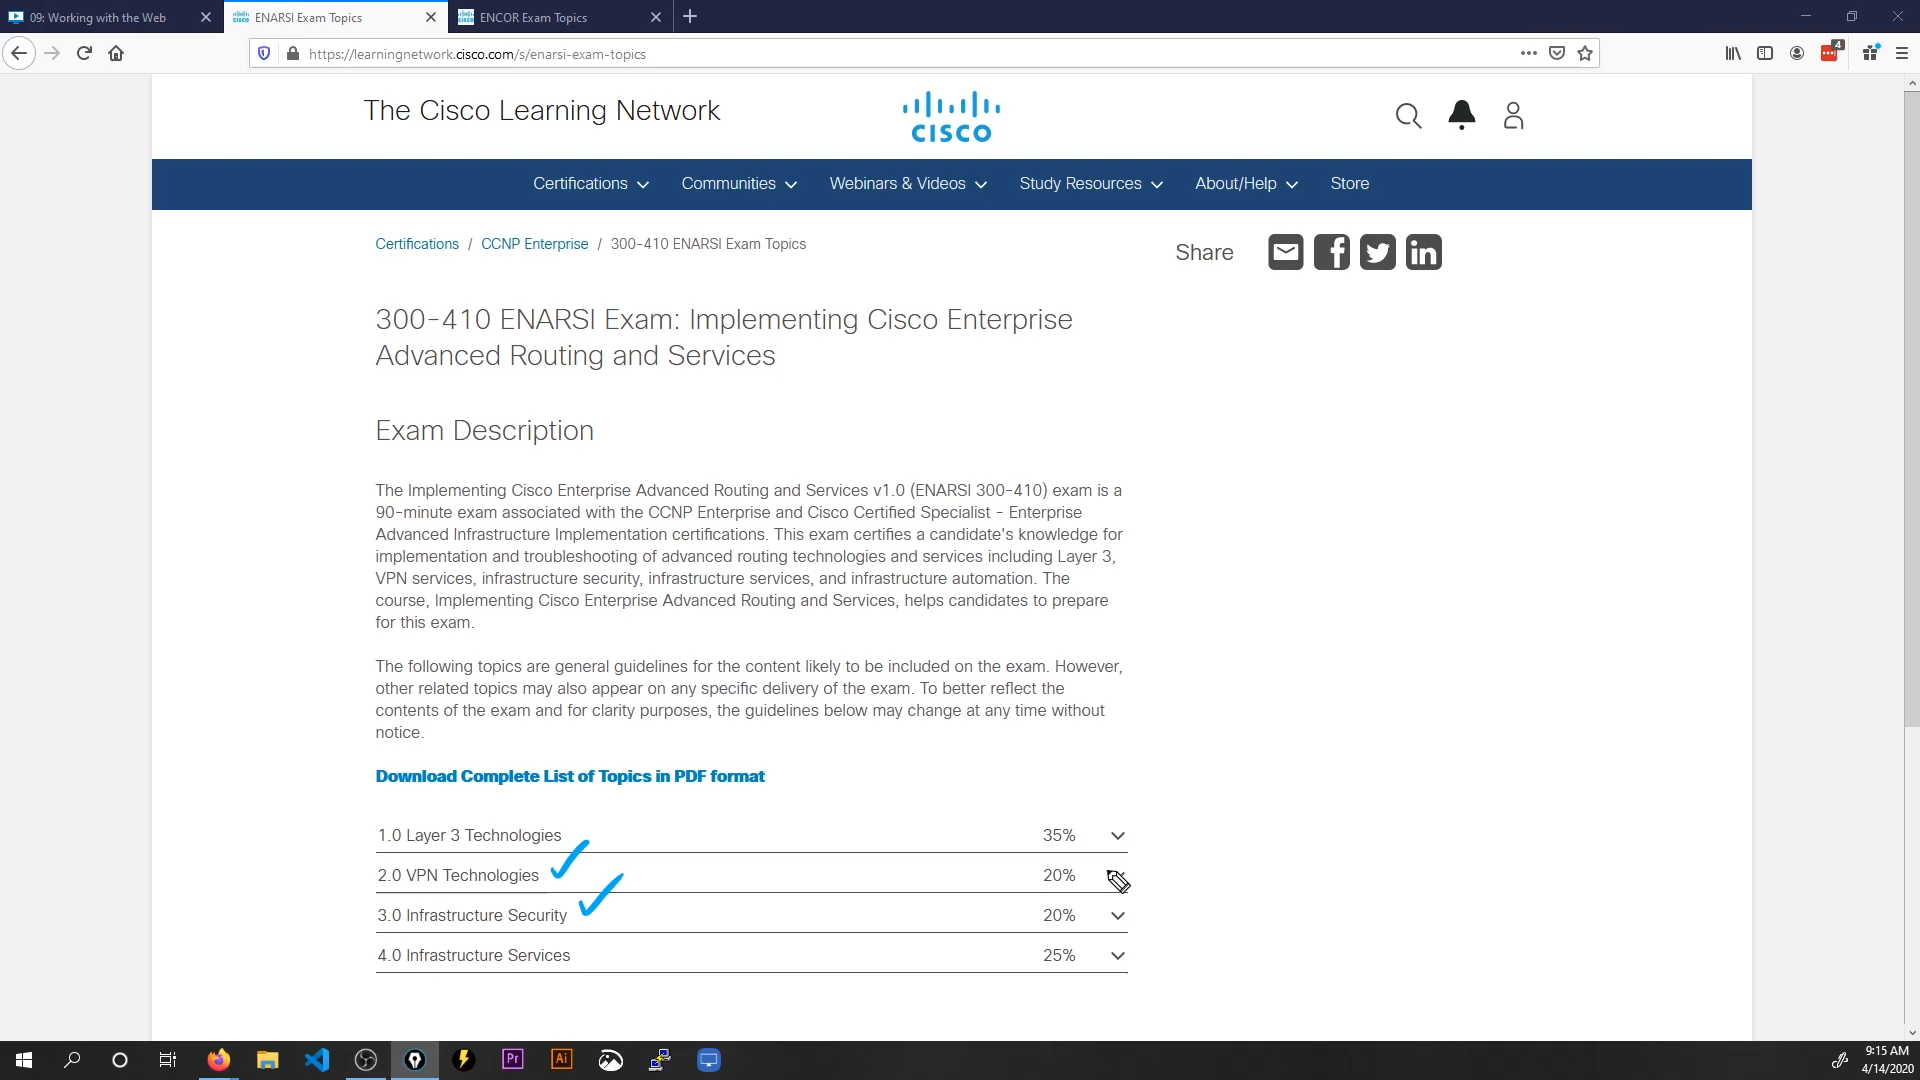 09: Working with the Web
ENARSI Exam Topics
ENCOR Exam Topics
https://learningnetwork.cisco.com/s/enarsi-exam-topics
4
The Cisco Learning Network
CISCO
Certifications
Communities
Webinars & Videos
Study Resources
About/Help
Store
Certifications / CCNP Enterprise / 300-410 ENARSI Exam Topics
Share
300-410 ENARSI Exam: Implementing Cisco Enterprise
Advanced Routing and Services
Exam Description
The Implementing Cisco Enterprise Advanced Routing and Services v1.0 (ENARSI 300-410) exam is a
90-minute exam associated with the CCNP Enterprise and Cisco Certified Specialist - Enterprise
Advanced Infrastructure Implementation certifications. This exam certifies a candidate's knowledge for
implementation and troubleshooting of advanced routing technologies and services including Layer 3,
VPN services, infrastructure security, infrastructure services, and infrastructure automation. The
course, Implementing Cisco Enterprise Advanced Routing and Services, helps candidates to prepare
for this exam.
The following topics are general guidelines for the content likely to be included on the exam. However,
other related topics may also appear on any specific delivery of the exam. To better reflect the
contents of the exam and for clarity purposes, the guidelines below may change at any time without
notice.
Download Complete List of Topics in PDF format
1.0 Layer 3 Technologies 35%
2.0 VPN Technologies 20%
3.0 Infrastructure Security 20%
4.0 Infrastructure Services 25%
Pr
Ai
9:15 AM
4/14/2020